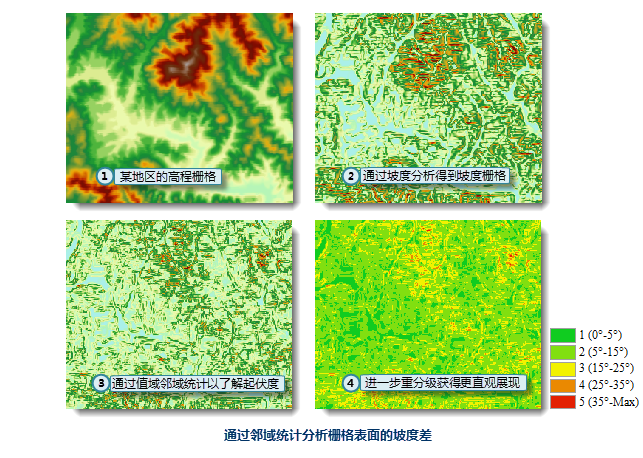 1 某地区的高程栅格
2 通过坡度分析得到坡度栅格
3 通过值域邻域统计以了解起伏度
4 进一步重分级获得更直观展现
1 (0°-5°)
2 (5°-15°)
3 (15°-25°)
4 (25°-35°)
5 (35°-Max)
通过邻域统计分析栅格表面的坡度差